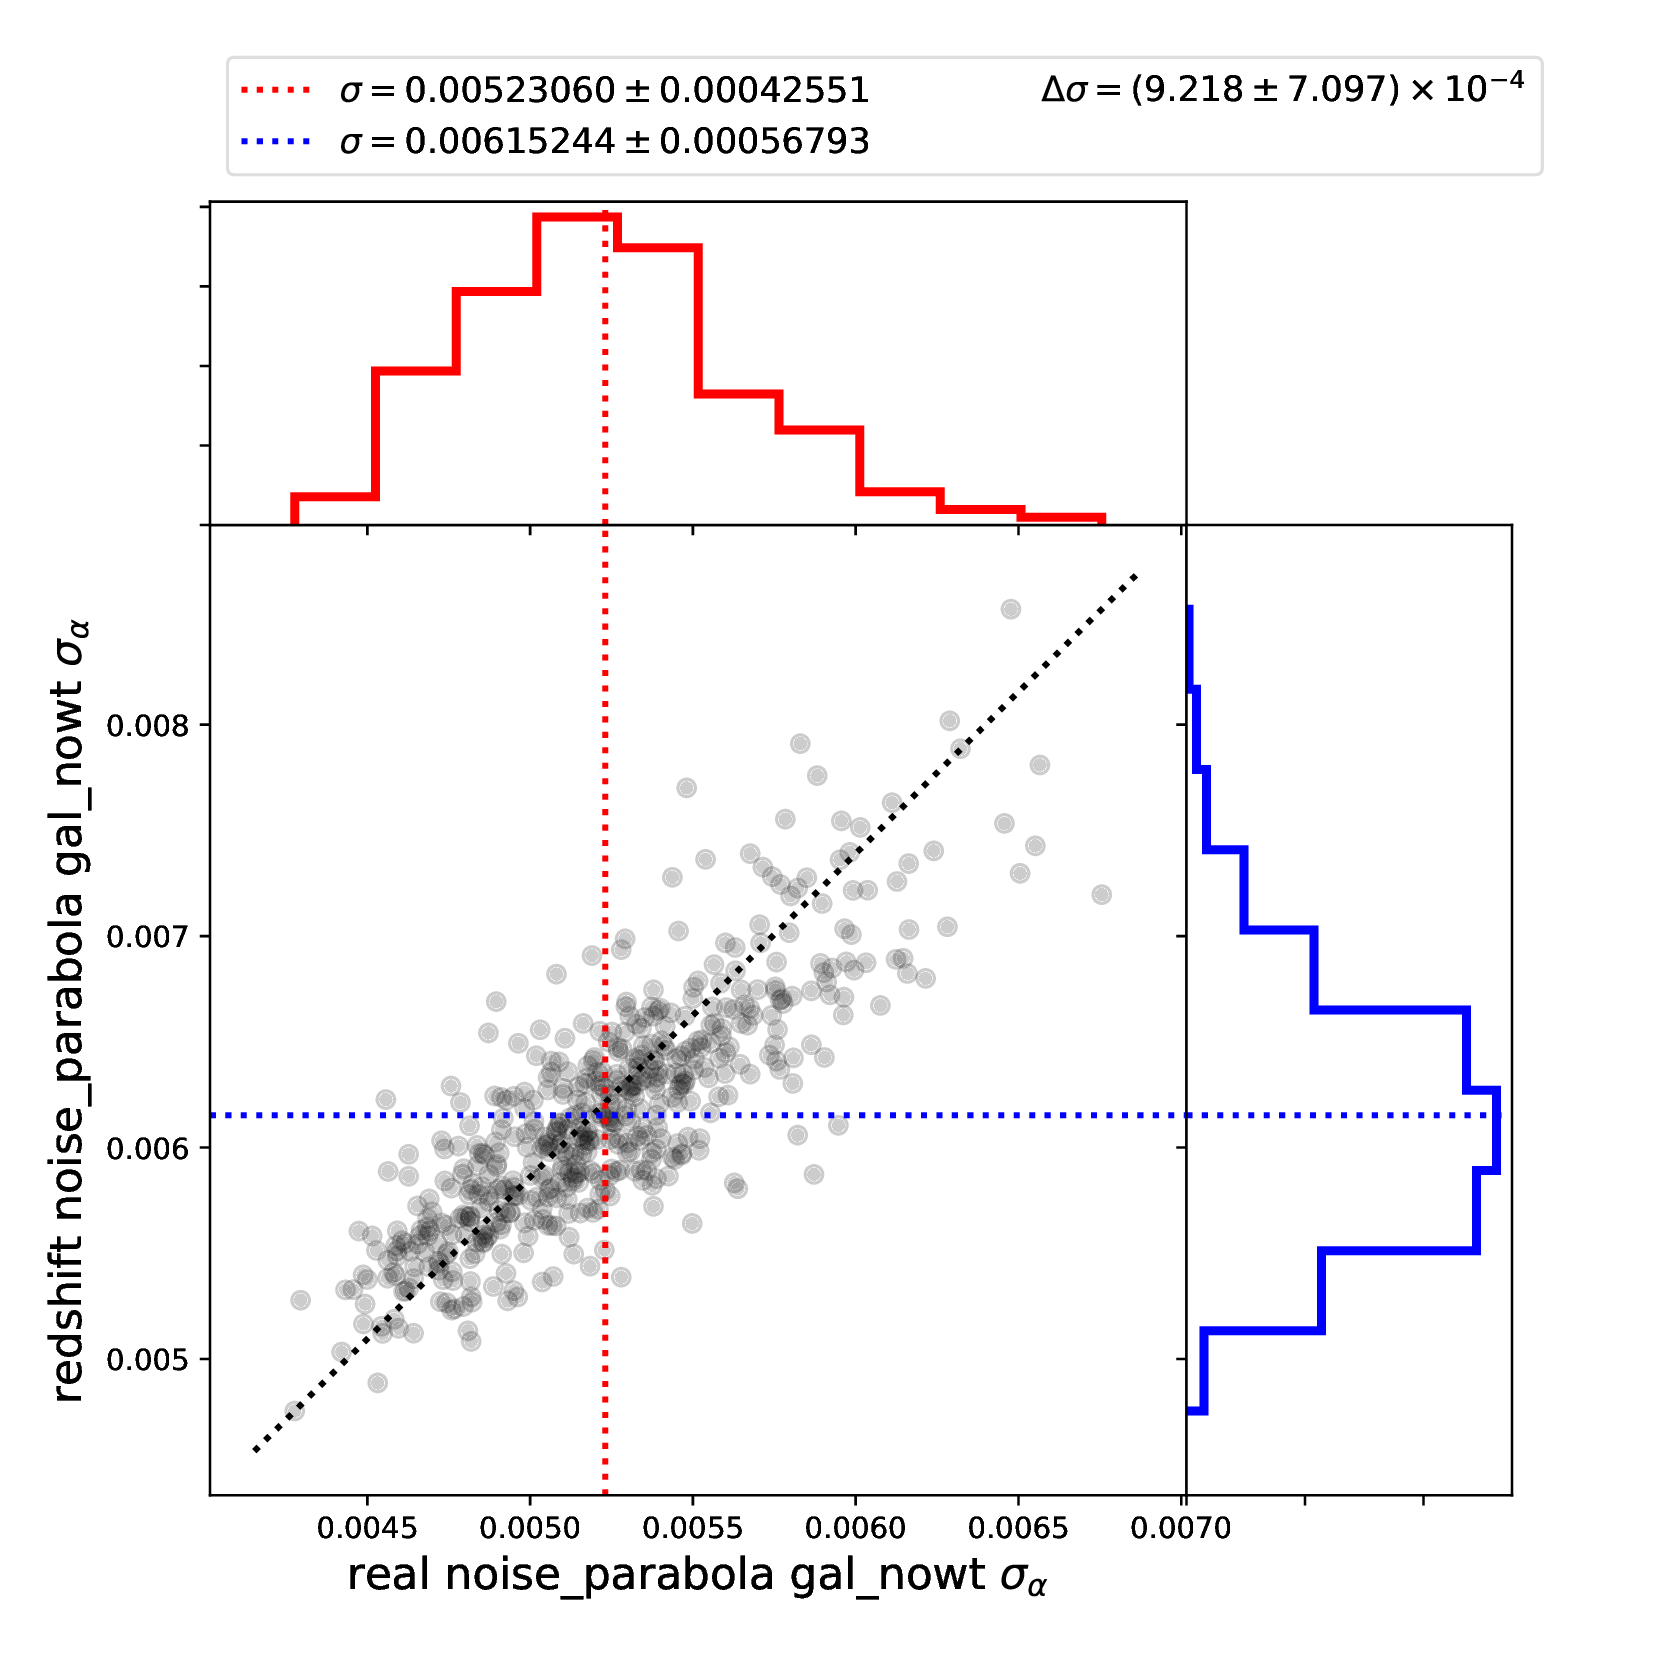 σ = 0.00523060 ± 0.00042551
σ = 0.00615244 ± 0.00056793
Δσ = (9.218 ± 7.097) × 10⁻⁴
redshift noise_parabola gal_nowt σ_α
0.008
0.007
0.006
0.005
0.0045 0.0050 0.0055 0.0060 0.0065 0.0070
real noise_parabola gal_nowt σ_α